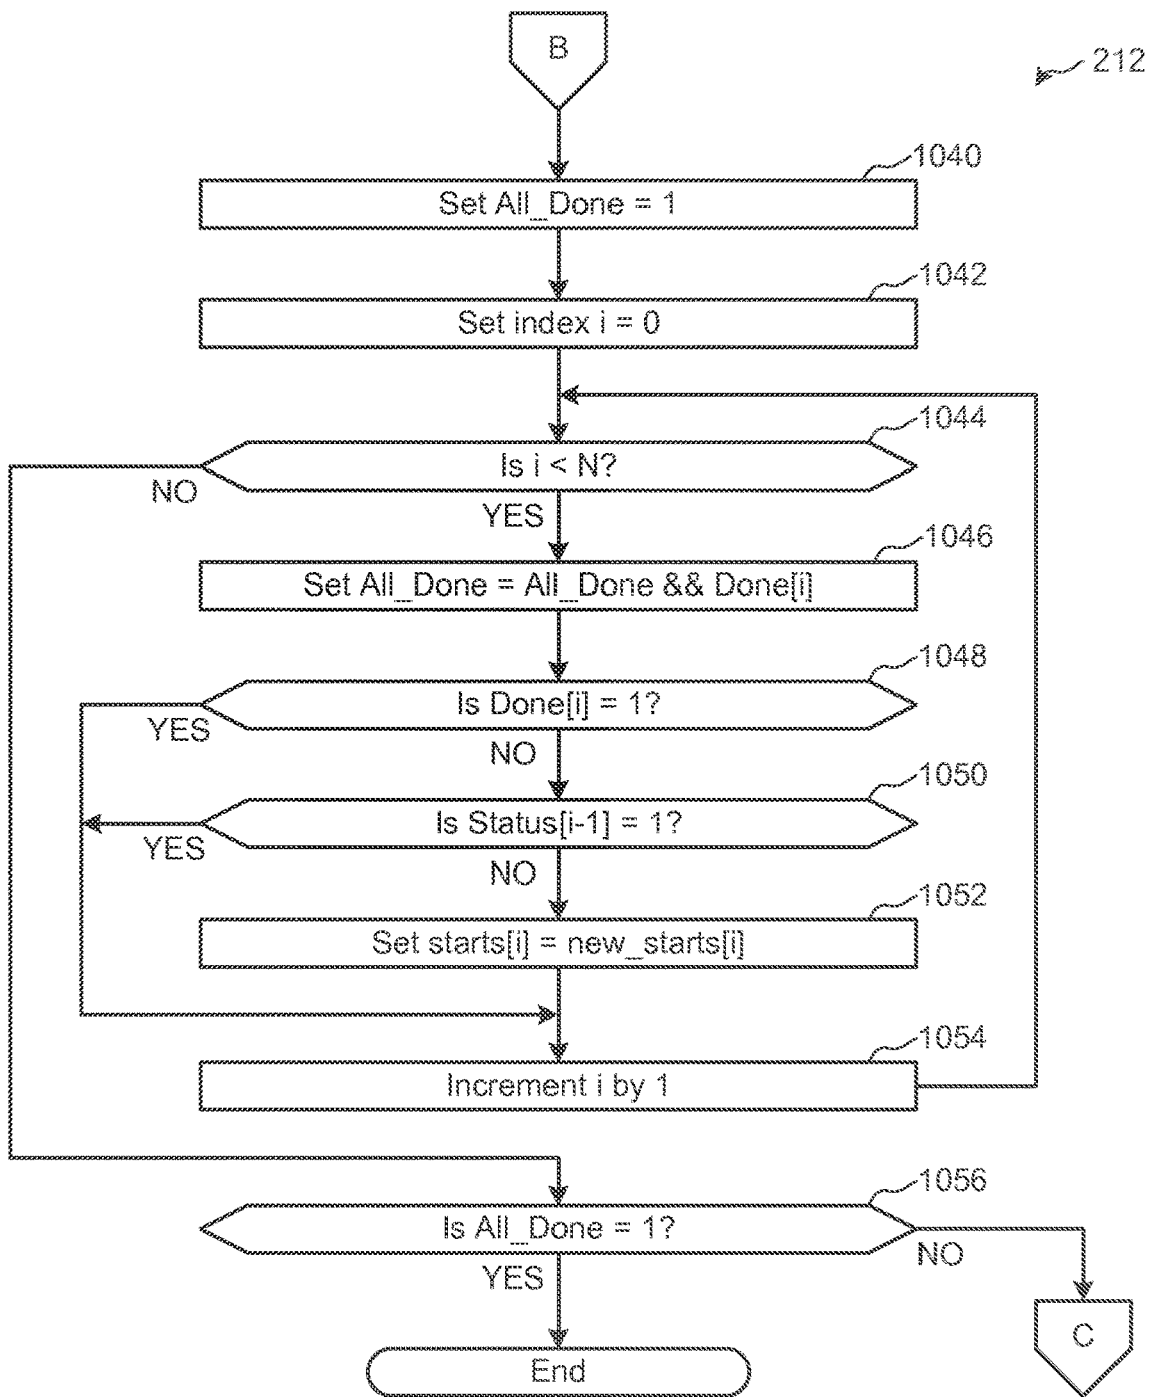 B
212
1040
Set All_Done = 1
1042
Set index i = 0
1044
Is i < N?
NO
YES
1046
Set All_Done = All_Done && Done[i]
1048
Is Done[i] = 1?
YES
NO
1050
Is Status[i-1] = 1?
YES
NO
1052
Set starts[i] = new_starts[i]
1054
Increment i by 1
1056
Is All_Done = 1?
NO
YES
C
End